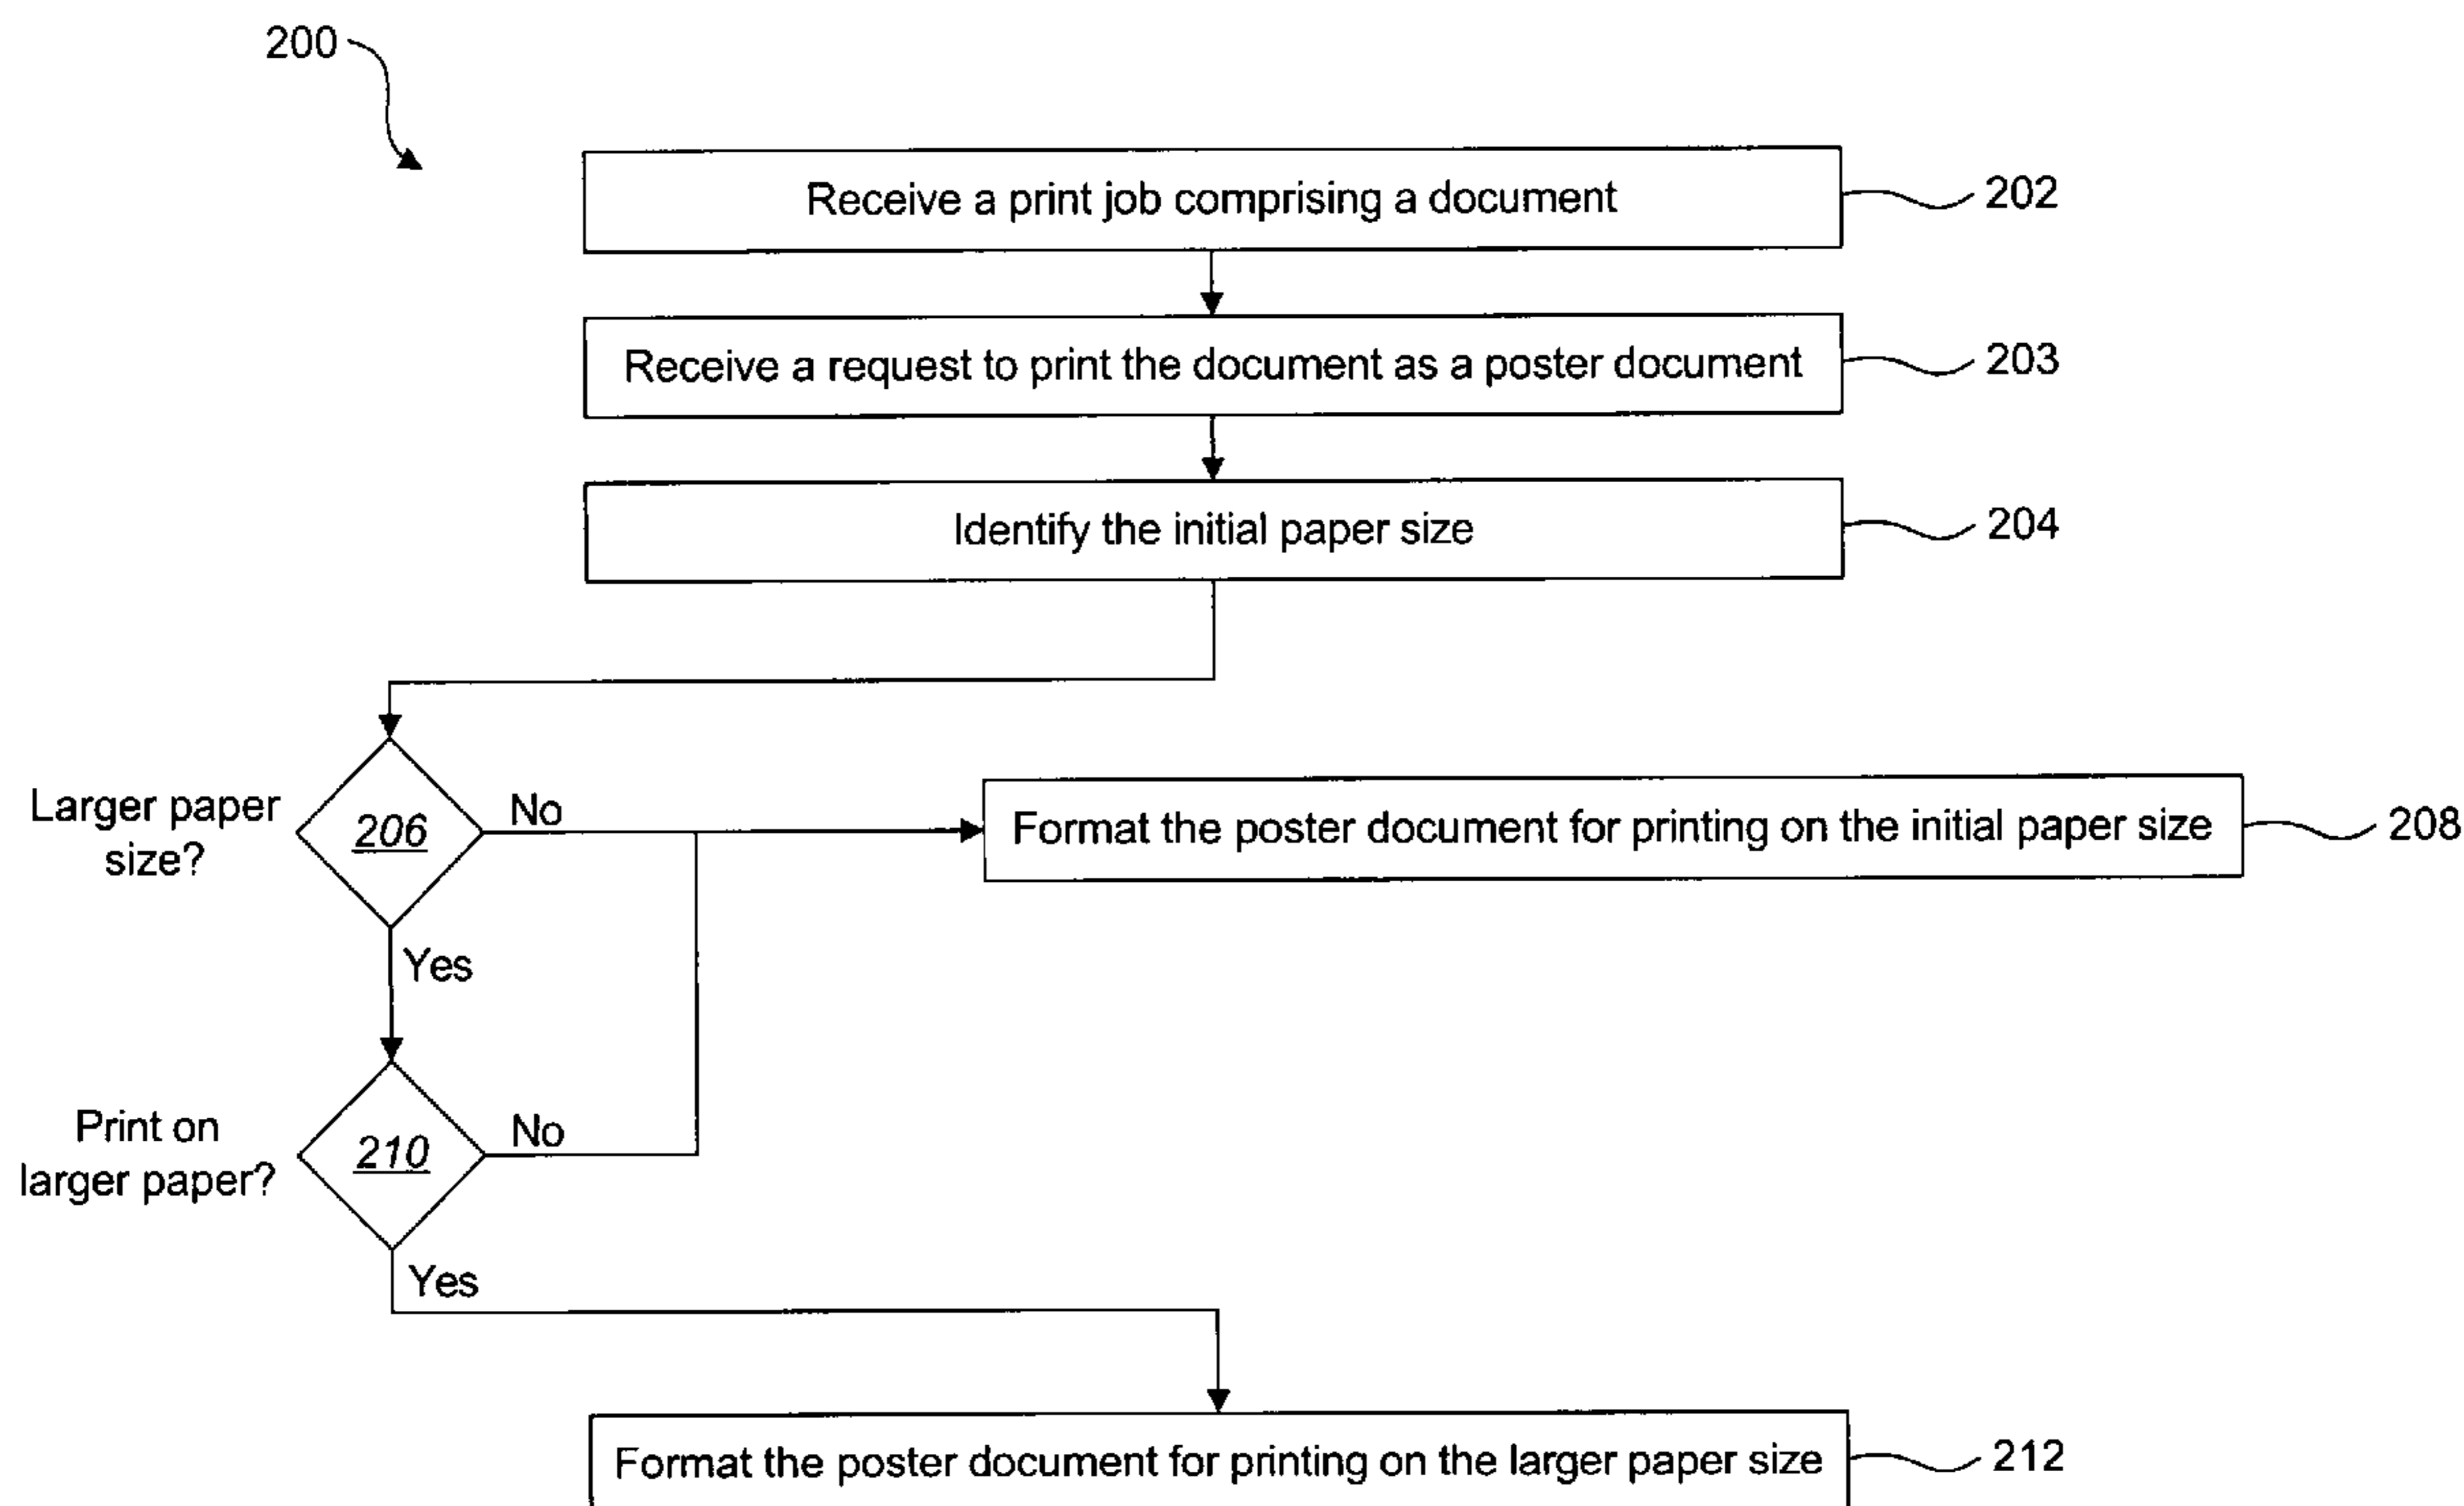 200
Receive a print job comprising a document
202
Receive a request to print the document as a poster document
203
Identify the initial paper size
204
Larger paper
size?
206
No
Format the poster document for printing on the initial paper size
208
Yes
Print on
larger paper?
210
No
Yes
Format the poster document for printing on the larger paper size
212